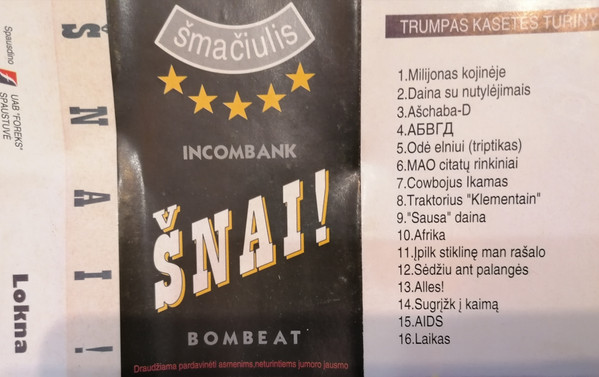 Spausdino
UAB "FOREKS"
SPAUSTUVĖ
Lokna
ŠNAI!
šmačiulis
INCOMBANK
ŠNAI!
BOMBEAT
Draudžiama pardavinėti asmenims,neturintiems jumoro jausmo
TRUMPAS KASETĖS TURINY
1.Milijonas kojinėje
2.Daina su nutylėjimais
3.Ašchaba-D
4.АБВГД
5.Odė elniui (triptikas)
6.MAO citatų rinkiniai
7.Cowbojus Ikamas
8.Traktorius "Klementain"
9."Sausa" daina
10.Afrika
11.Įpilk stiklinę man rašalo
12.Sėdžiu ant palangės
13.Alles!
14.Sugrįžk į kaimą
15.AIDS
16.Laikas